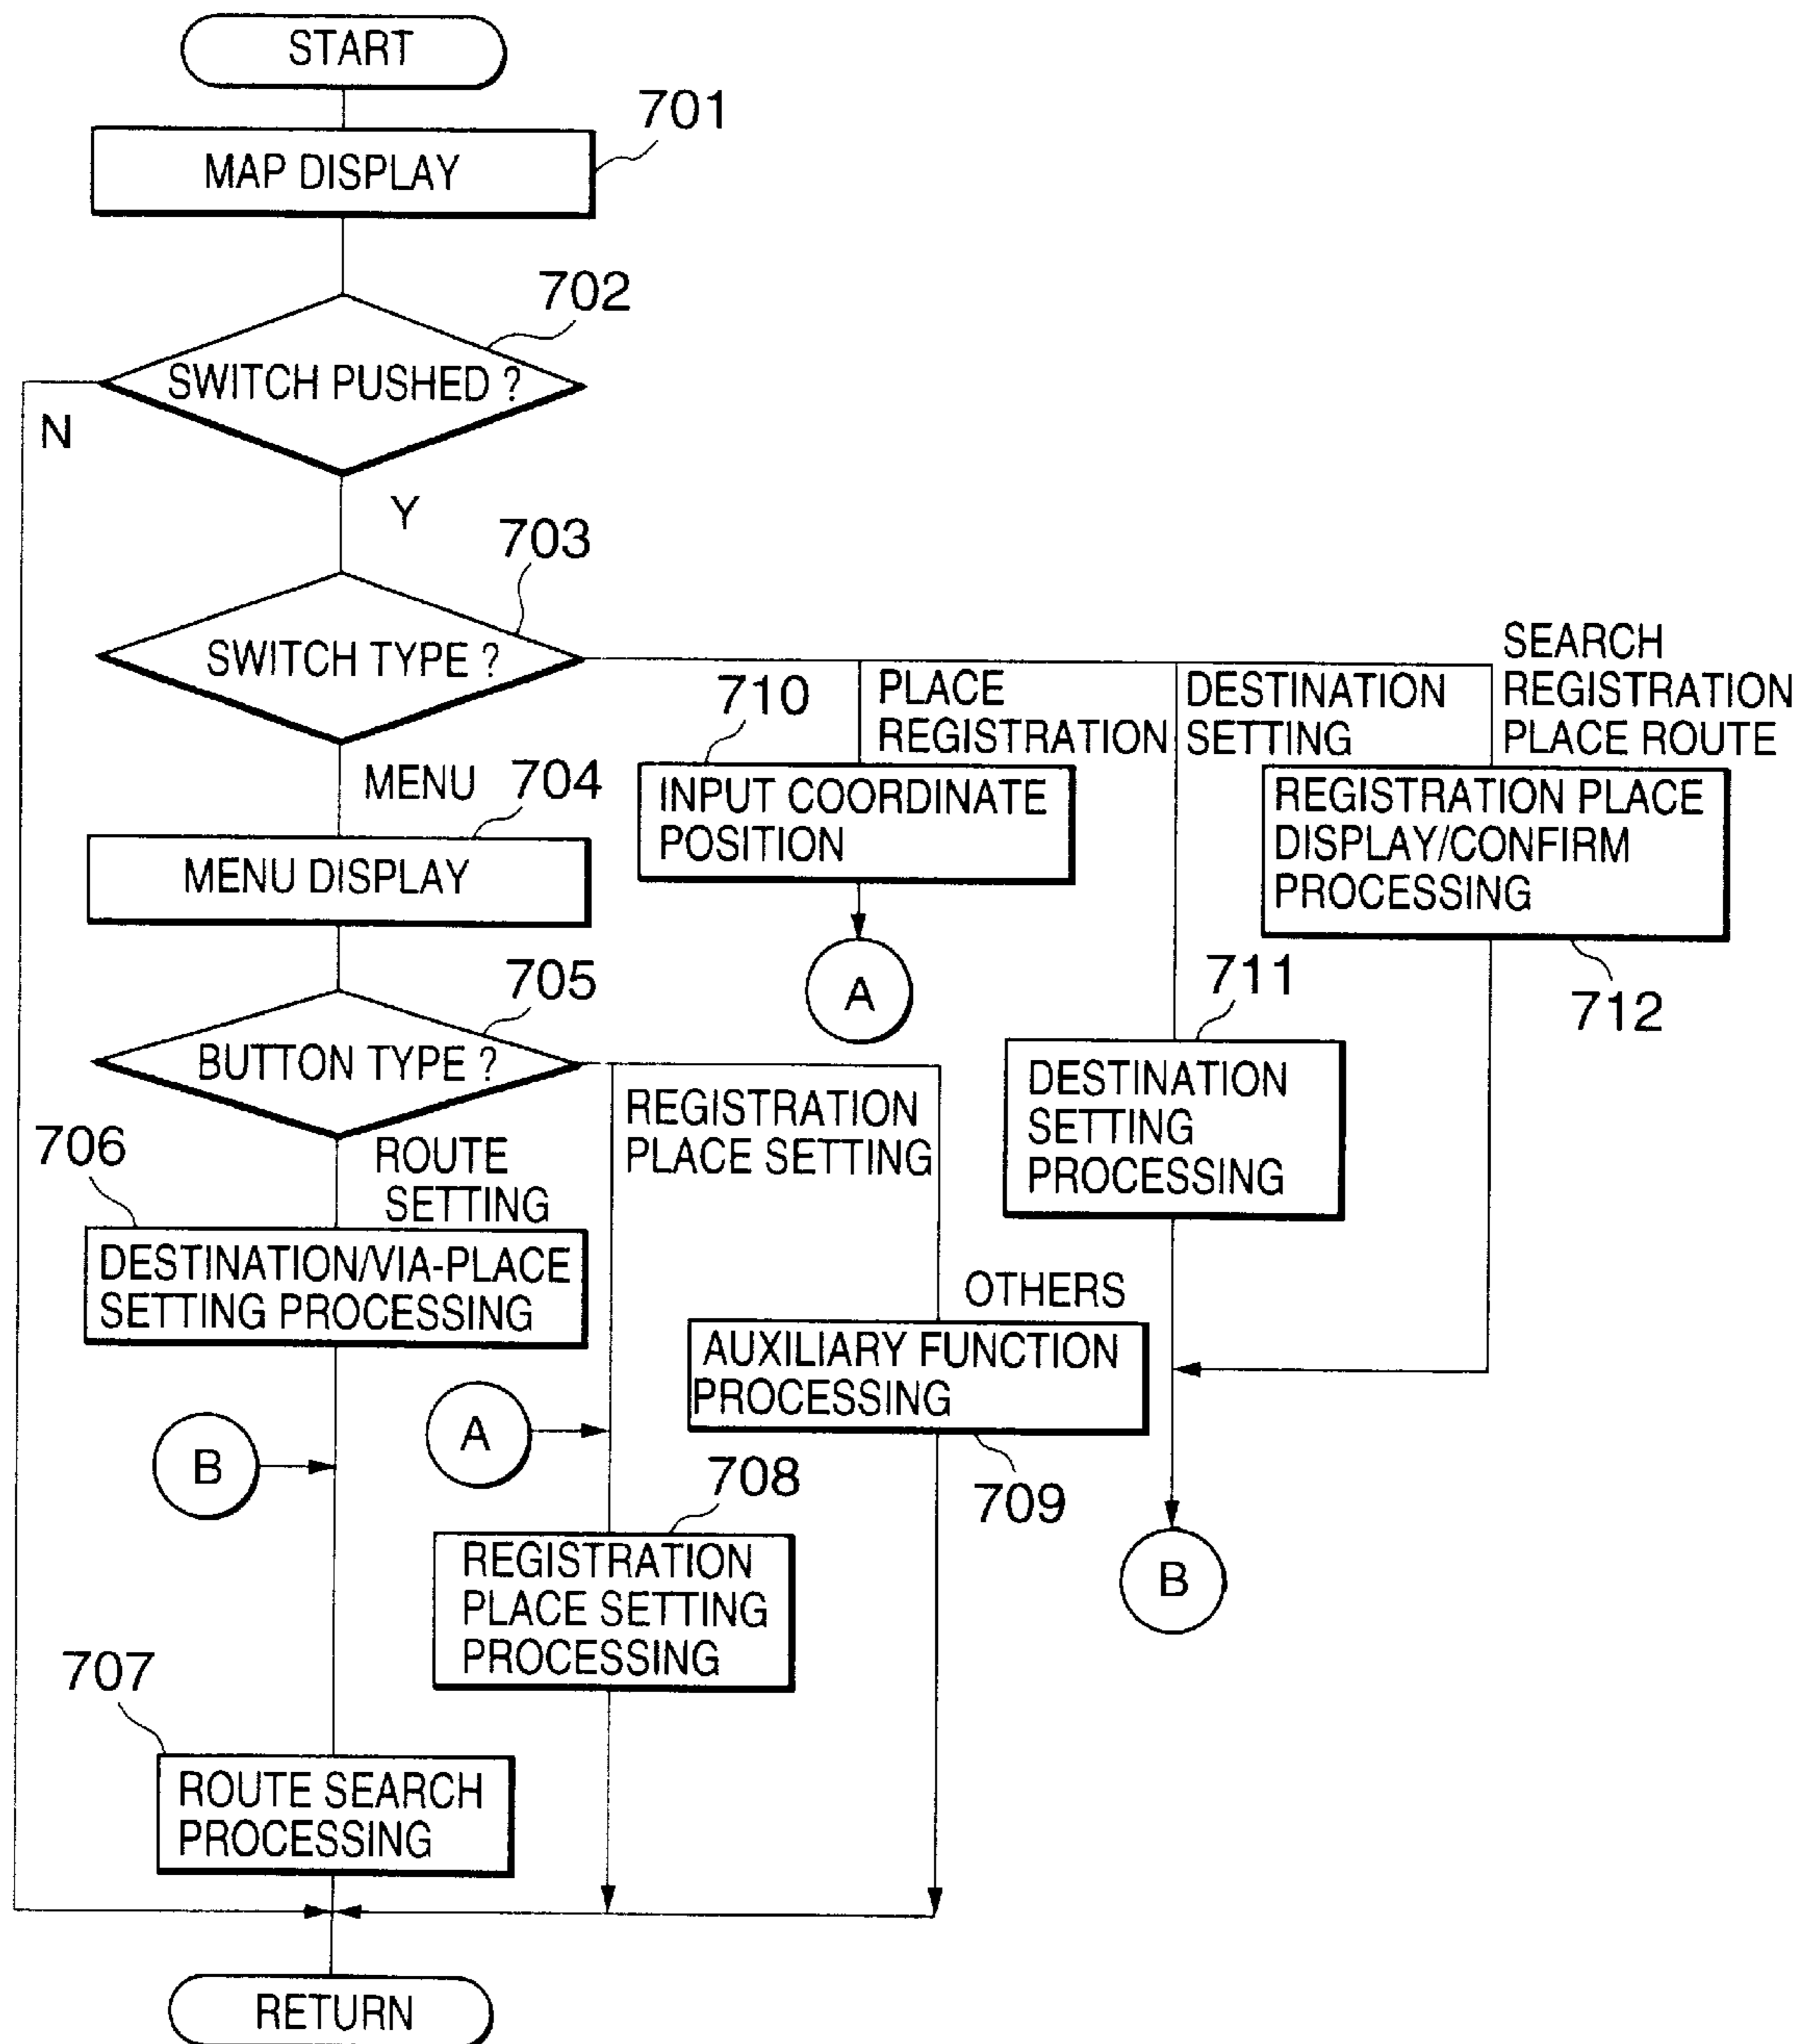 START
701
MAP DISPLAY
702
SWITCH PUSHED ?
N
Y
703
SWITCH TYPE ?
SEARCH
REGISTRATION
PLACE ROUTE
DESTINATION
SETTING
PLACE
REGISTRATION
710
MENU
704
INPUT COORDINATE
POSITION
REGISTRATION PLACE
DISPLAY/CONFIRM
PROCESSING
MENU DISPLAY
A
705
711
712
BUTTON TYPE ?
DESTINATION
SETTING
PROCESSING
REGISTRATION
PLACE SETTING
706
ROUTE
SETTING
DESTINATION/VIA-PLACE
SETTING PROCESSING
OTHERS
AUXILIARY FUNCTION
PROCESSING
A
B
708
709
REGISTRATION
PLACE SETTING
PROCESSING
B
707
ROUTE SEARCH
PROCESSING
RETURN